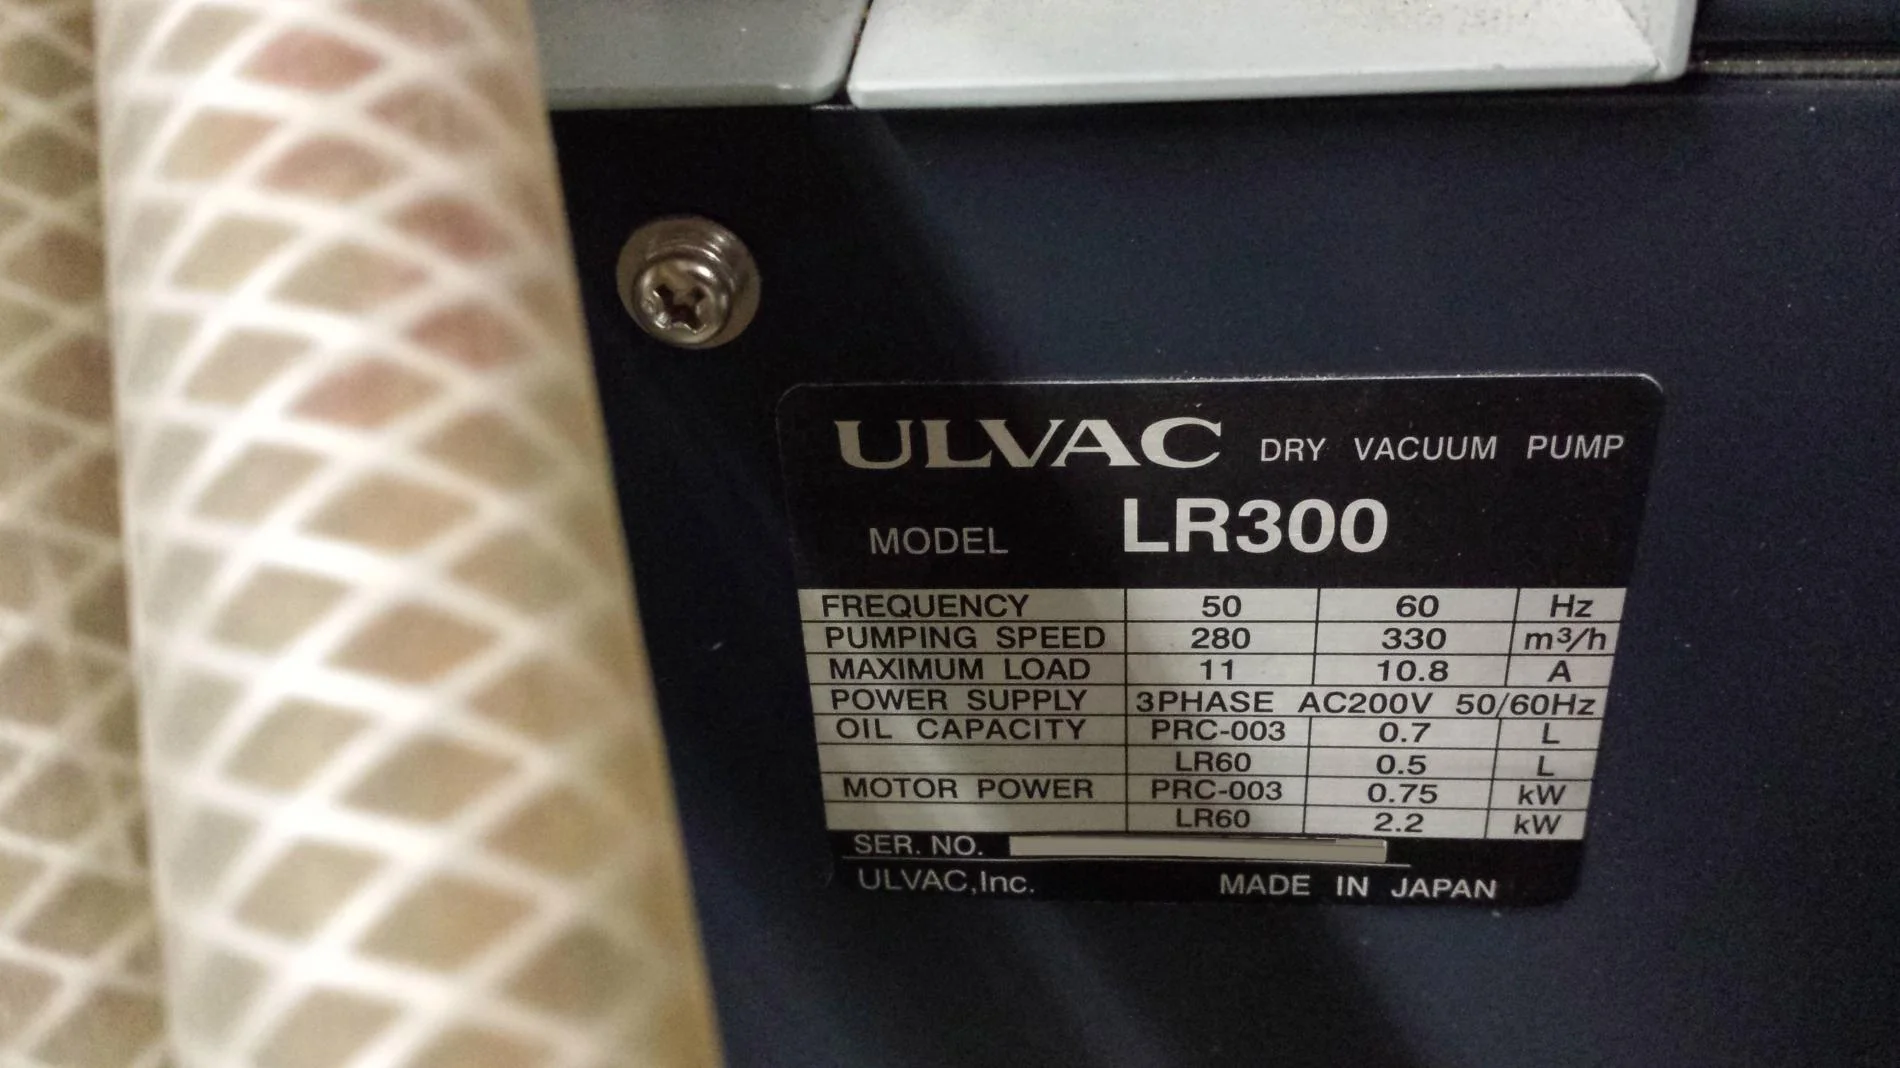 ULVAC DRY VACUUM PUMP
MODEL LR300
FREQUENCY 50 60 Hz
PUMPING SPEED 280 330 m³/h
MAXIMUM LOAD 11 10.8 A
POWER SUPPLY 3PHASE AC200V 50/60Hz
OIL CAPACITY PRC-003 0.7 L
LR60 0.5 L
MOTOR POWER PRC-003 0.75 kW
LR60 2.2 kW
SER. NO.
ULVAC,Inc. MADE IN JAPAN